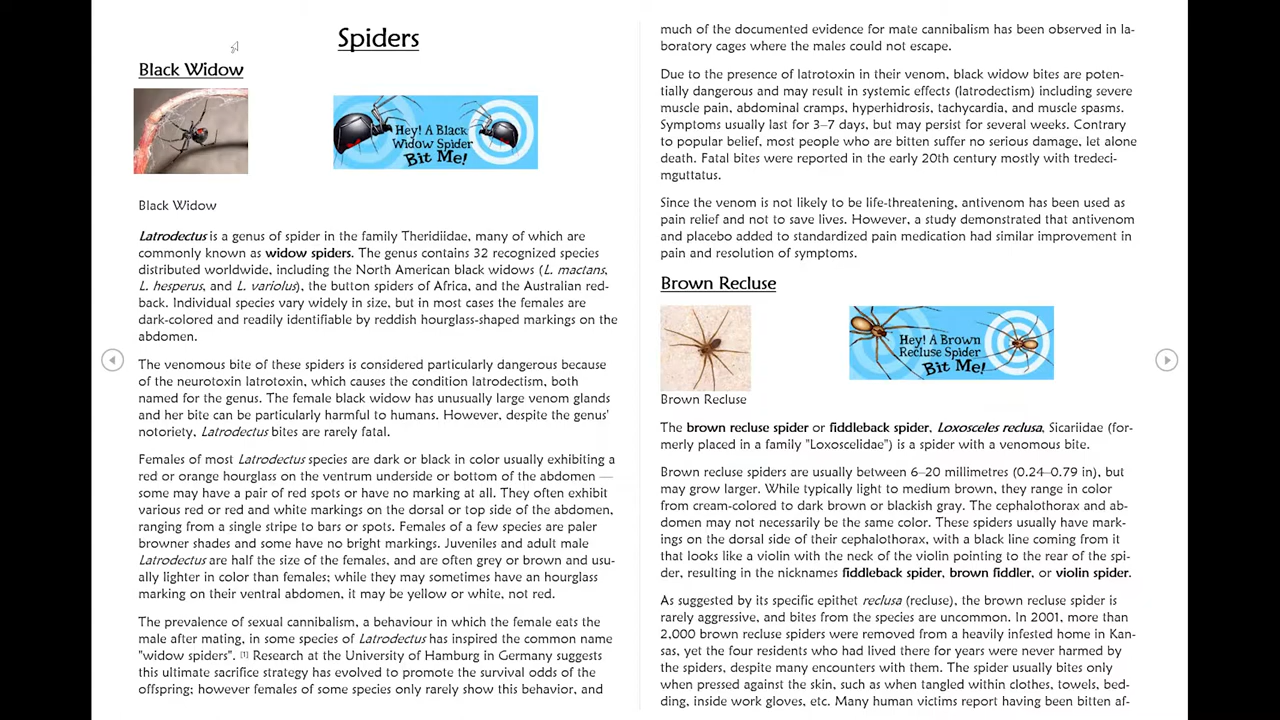 Spiders
Black Widow
Hey! A Black
Widow Spider
Bit Me!
Black Widow
Latrodectus is a genus of spider in the family Theridiidae, many of which are
commonly known as widow spiders. The genus contains 32 recognized species
distributed worldwide, including the North American black widows (L. mactans,
L. hesperus, and L. variolus), the button spiders of Africa, and the Australian red-
back. Individual species vary widely in size, but in most cases the females are
dark-colored and readily identifiable by reddish hourglass-shaped markings on the
abdomen.
The venomous bite of these spiders is considered particularly dangerous because
of the neurotoxin latrotoxin, which causes the condition latrodectism, both
named for the genus. The female black widow has unusually large venom glands
and her bite can be particularly harmful to humans. However, despite the genus'
notoriety, Latrodectus bites are rarely fatal.
Females of most Latrodectus species are dark or black in color usually exhibiting a
red or orange hourglass on the ventrum underside or bottom of the abdomen —
some may have a pair of red spots or have no marking at all. They often exhibit
various red or red and white markings on the dorsal or top side of the abdomen,
ranging from a single stripe to bars or spots. Females of a few species are paler
browner shades and some have no bright markings. Juveniles and adult male
Latrodectus are half the size of the females, and are often grey or brown and usu-
ally lighter in color than females; while they may sometimes have an hourglass
marking on their ventral abdomen, it may be yellow or white, not red.
The prevalence of sexual cannibalism, a behaviour in which the female eats the
male after mating, in some species of Latrodectus has inspired the common name
"widow spiders". [1] Research at the University of Hamburg in Germany suggests
this ultimate sacrifice strategy has evolved to promote the survival odds of the
offspring; however females of some species only rarely show this behavior, and
much of the documented evidence for mate cannibalism has been observed in la-
boratory cages where the males could not escape.
Due to the presence of latrotoxin in their venom, black widow bites are poten-
tially dangerous and may result in systemic effects (latrodectism) including severe
muscle pain, abdominal cramps, hyperhidrosis, tachycardia, and muscle spasms.
Symptoms usually last for 3–7 days, but may persist for several weeks. Contrary
to popular belief, most people who are bitten suffer no serious damage, let alone
death. Fatal bites were reported in the early 20th century mostly with tredeci-
mguttatus.
Since the venom is not likely to be life-threatening, antivenom has been used as
pain relief and not to save lives. However, a study demonstrated that antivenom
and placebo added to standardized pain medication had similar improvement in
pain and resolution of symptoms.
Brown Recluse
Hey! A Brown
Recluse Spider
Bit Me!
Brown Recluse
The brown recluse spider or fiddleback spider, Loxosceles reclusa, Sicariidae (for-
merly placed in a family "Loxoscelidae") is a spider with a venomous bite.
Brown recluse spiders are usually between 6–20 millimetres (0.24–0.79 in), but
may grow larger. While typically light to medium brown, they range in color
from cream-colored to dark brown or blackish gray. The cephalothorax and ab-
domen may not necessarily be the same color. These spiders usually have mark-
ings on the dorsal side of their cephalothorax, with a black line coming from it
that looks like a violin with the neck of the violin pointing to the rear of the spi-
der, resulting in the nicknames fiddleback spider, brown fiddler, or violin spider.
As suggested by its specific epithet reclusa (recluse), the brown recluse spider is
rarely aggressive, and bites from the species are uncommon. In 2001, more than
2,000 brown recluse spiders were removed from a heavily infested home in Kan-
sas, yet the four residents who had lived there for years were never harmed by
the spiders, despite many encounters with them. The spider usually bites only
when pressed against the skin, such as when tangled within clothes, towels, bed-
ding, inside work gloves, etc. Many human victims report having been bitten af-